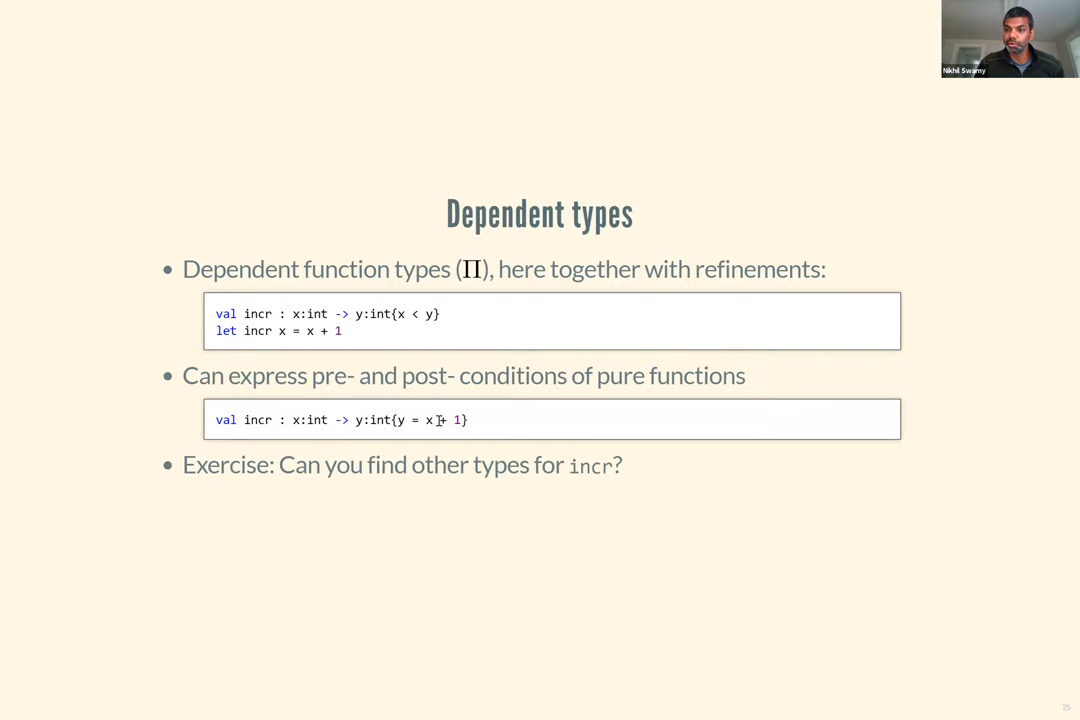 Nikhil Swamy
Dependent types
• Dependent function types (Π), here together with refinements:
val incr : x:int -> y:int{x < y}
let incr x = x + 1
• Can express pre- and post- conditions of pure functions
val incr : x:int -> y:int{y = x + 1}
• Exercise: Can you find other types for incr?
25